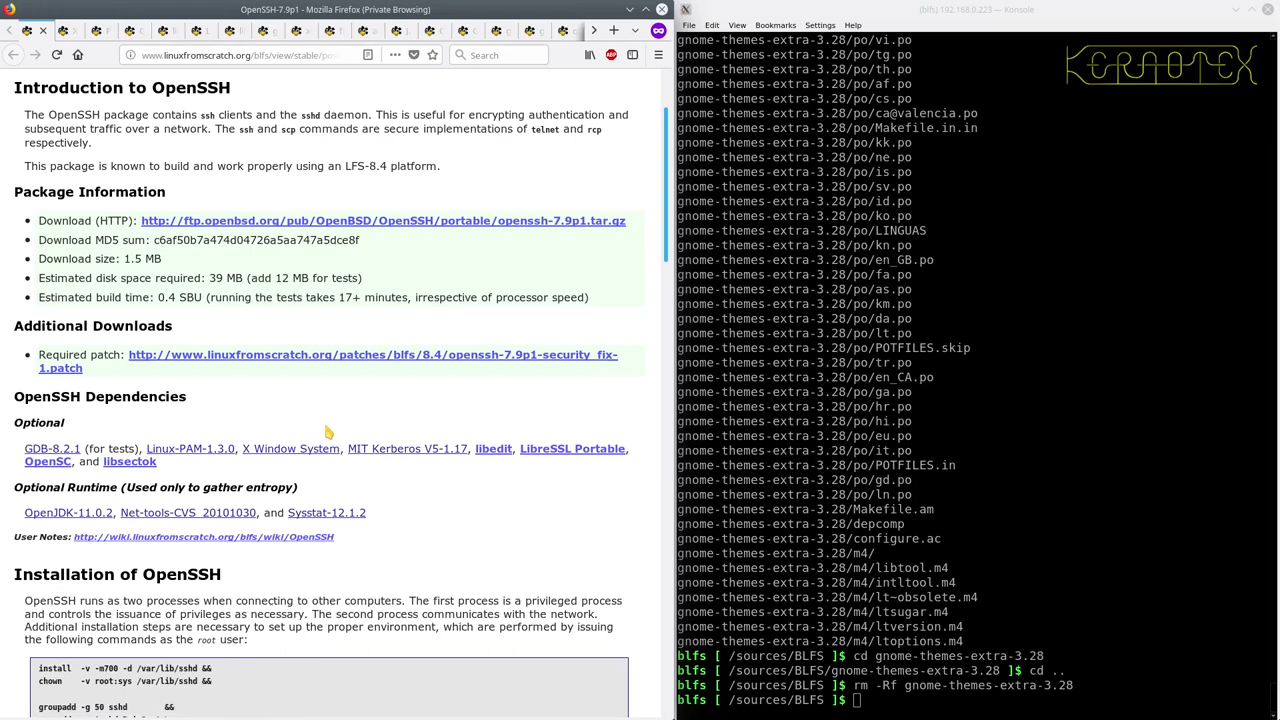 OpenSSH-7.9p1 - Mozilla Firefox (Private Browsing)
www.linuxfromscratch.org/blfs/view/stable/pos
Search
Introduction to OpenSSH
The OpenSSH package contains ssh clients and the sshd daemon. This is useful for encrypting authentication and
subsequent traffic over a network. The ssh and scp commands are secure implementations of telnet and rcp
respectively.
This package is known to build and work properly using an LFS-8.4 platform.
Package Information
Download (HTTP): http://ftp.openbsd.org/pub/OpenBSD/OpenSSH/portable/openssh-7.9p1.tar.gz
Download MD5 sum: c6af50b7a474d04726a5aa747a5dce8f
Download size: 1.5 MB
Estimated disk space required: 39 MB (add 12 MB for tests)
Estimated build time: 0.4 SBU (running the tests takes 17+ minutes, irrespective of processor speed)
Additional Downloads
Required patch: http://www.linuxfromscratch.org/patches/blfs/8.4/openssh-7.9p1-security_fix-
1.patch
OpenSSH Dependencies
Optional
GDB-8.2.1 (for tests), Linux-PAM-1.3.0, X Window System, MIT Kerberos V5-1.17, libedit, LibreSSL Portable,
OpenSC, and libsectok
Optional Runtime (Used only to gather entropy)
OpenJDK-11.0.2, Net-tools-CVS_20101030, and Sysstat-12.1.2
User Notes: http://wiki.linuxfromscratch.org/blfs/wiki/OpenSSH
Installation of OpenSSH
OpenSSH runs as two processes when connecting to other computers. The first process is a privileged process
and controls the issuance of privileges as necessary. The second process communicates with the network.
Additional installation steps are necessary to set up the proper environment, which are performed by issuing
the following commands as the root user:
install -v -m700 -d /var/lib/sshd &&
chown -v root:sys /var/lib/sshd &&
groupadd -g 50 sshd &&
(blfs) 192.168.0.223 — Konsole
File Edit View Bookmarks Settings Help
KERAOTEX
gnome-themes-extra-3.28/po/vi.po
gnome-themes-extra-3.28/po/tg.po
gnome-themes-extra-3.28/po/th.po
gnome-themes-extra-3.28/po/af.po
gnome-themes-extra-3.28/po/cs.po
gnome-themes-extra-3.28/po/ca@valencia.po
gnome-themes-extra-3.28/po/Makefile.in.in
gnome-themes-extra-3.28/po/kk.po
gnome-themes-extra-3.28/po/ne.po
gnome-themes-extra-3.28/po/is.po
gnome-themes-extra-3.28/po/sv.po
gnome-themes-extra-3.28/po/id.po
gnome-themes-extra-3.28/po/ko.po
gnome-themes-extra-3.28/po/LINGUAS
gnome-themes-extra-3.28/po/kn.po
gnome-themes-extra-3.28/po/en_GB.po
gnome-themes-extra-3.28/po/fa.po
gnome-themes-extra-3.28/po/as.po
gnome-themes-extra-3.28/po/km.po
gnome-themes-extra-3.28/po/da.po
gnome-themes-extra-3.28/po/lt.po
gnome-themes-extra-3.28/po/POTFILES.skip
gnome-themes-extra-3.28/po/tr.po
gnome-themes-extra-3.28/po/en_CA.po
gnome-themes-extra-3.28/po/ga.po
gnome-themes-extra-3.28/po/hr.po
gnome-themes-extra-3.28/po/hi.po
gnome-themes-extra-3.28/po/eu.po
gnome-themes-extra-3.28/po/it.po
gnome-themes-extra-3.28/po/POTFILES.in
gnome-themes-extra-3.28/po/gd.po
gnome-themes-extra-3.28/po/ln.po
gnome-themes-extra-3.28/Makefile.am
gnome-themes-extra-3.28/depcomp
gnome-themes-extra-3.28/configure.ac
gnome-themes-extra-3.28/m4/
gnome-themes-extra-3.28/m4/libtool.m4
gnome-themes-extra-3.28/m4/intltool.m4
gnome-themes-extra-3.28/m4/lt~obsolete.m4
gnome-themes-extra-3.28/m4/ltsugar.m4
gnome-themes-extra-3.28/m4/ltversion.m4
gnome-themes-extra-3.28/m4/ltoptions.m4
blfs [ /sources/BLFS ]$ cd gnome-themes-extra-3.28
blfs [ /sources/BLFS/gnome-themes-extra-3.28 ]$ cd ..
blfs [ /sources/BLFS ]$ rm -Rf gnome-themes-extra-3.28
blfs [ /sources/BLFS ]$